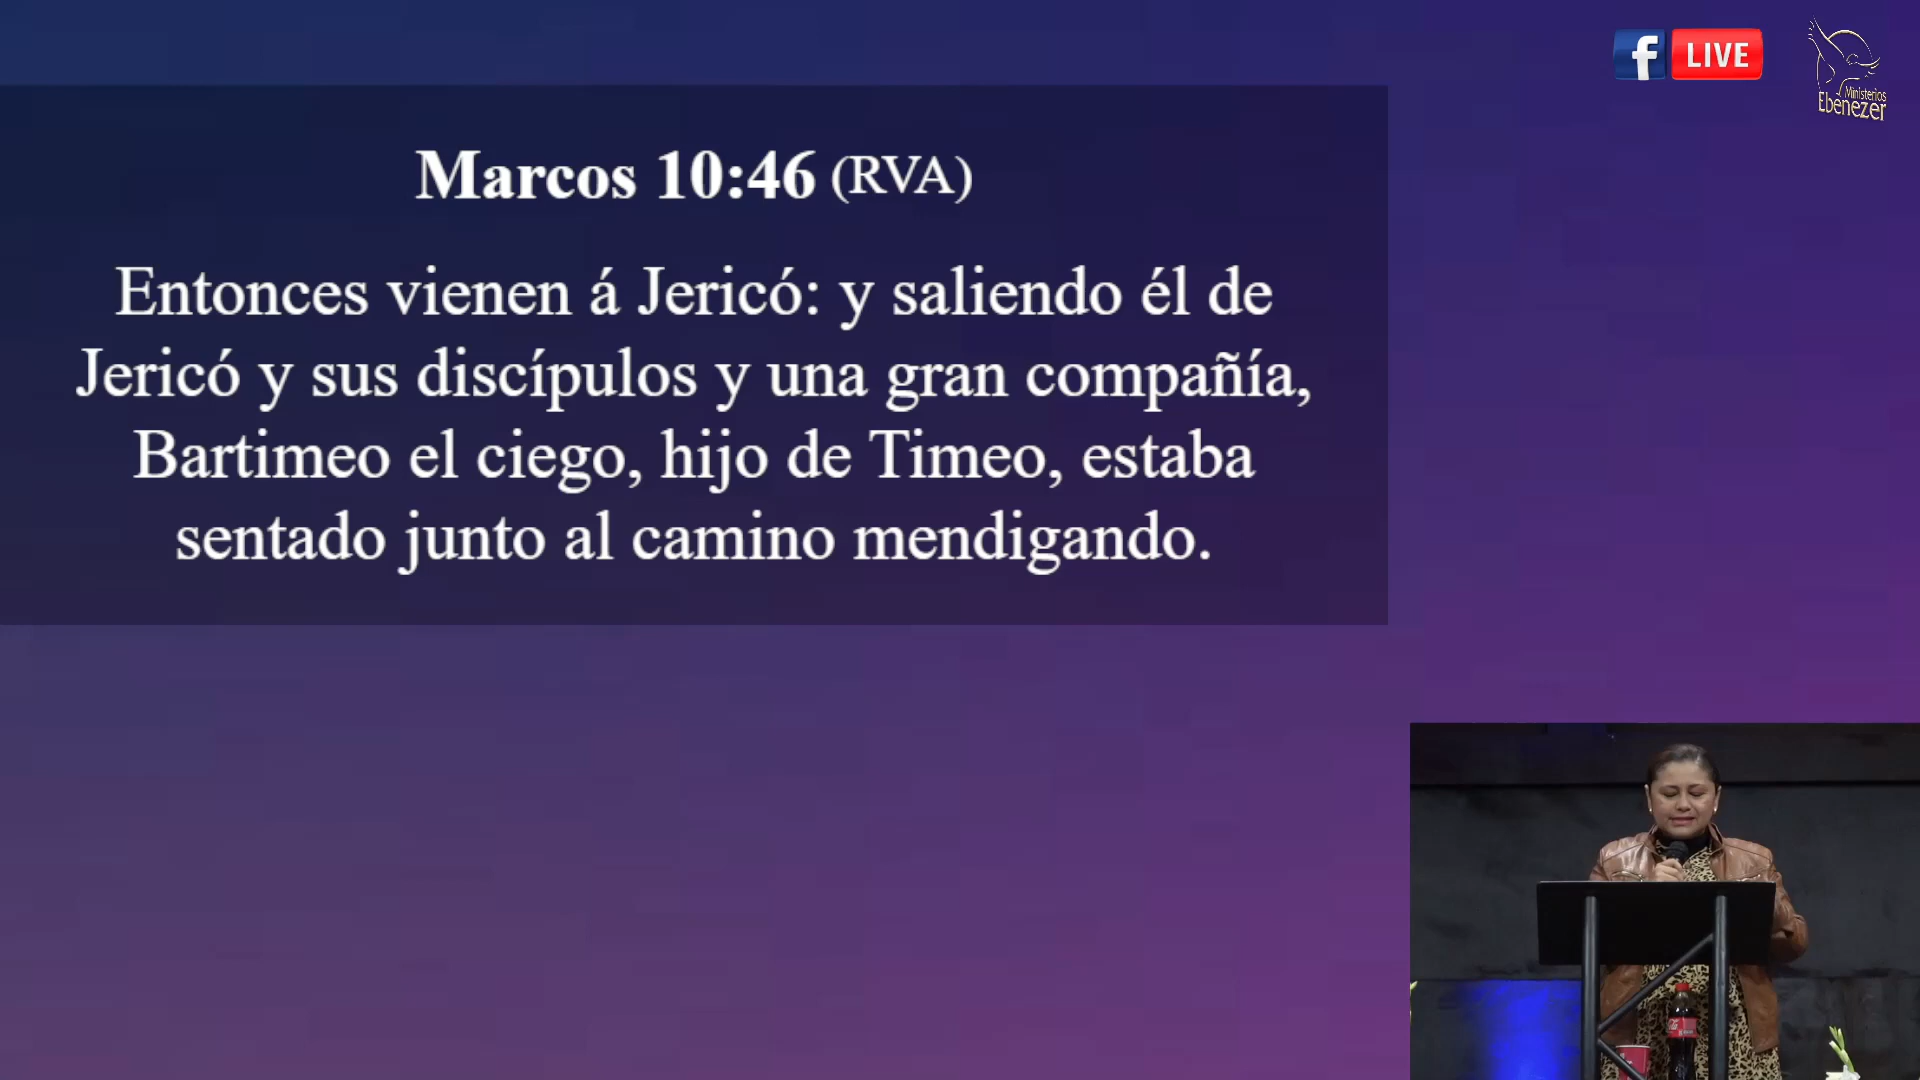 f LIVE
Ministerios
Ebenezer
Marcos 10:46 (RVA)
Entonces vienen á Jericó: y saliendo él de
Jericó y sus discípulos y una gran compañía,
Bartimeo el ciego, hijo de Timeo, estaba
sentado junto al camino mendigando.